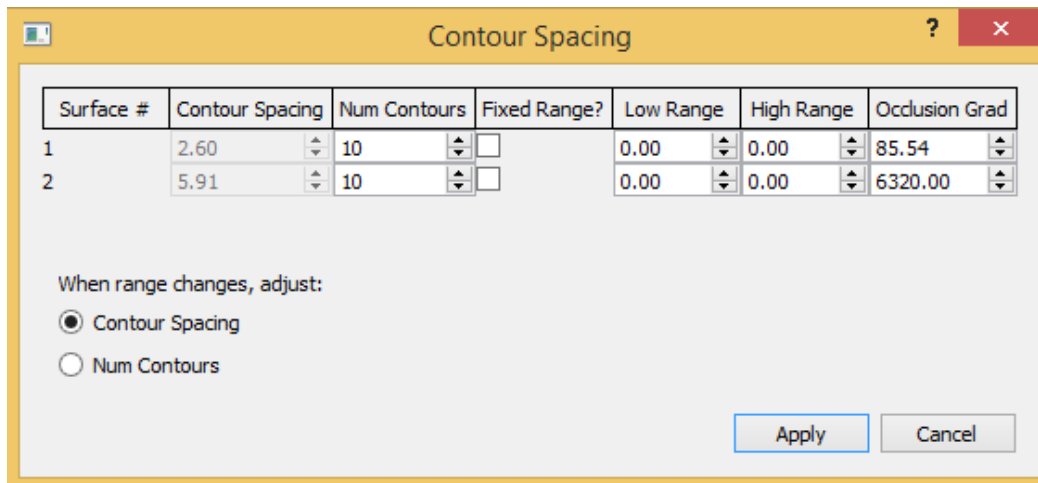 Contour Spacing
Surface # Contour Spacing Num Contours Fixed Range? Low Range High Range Occlusion Grad
1 2.60 10 0.00 0.00 85.54
2 5.91 10 0.00 0.00 6320.00
When range changes, adjust:
Contour Spacing
Num Contours
Apply Cancel